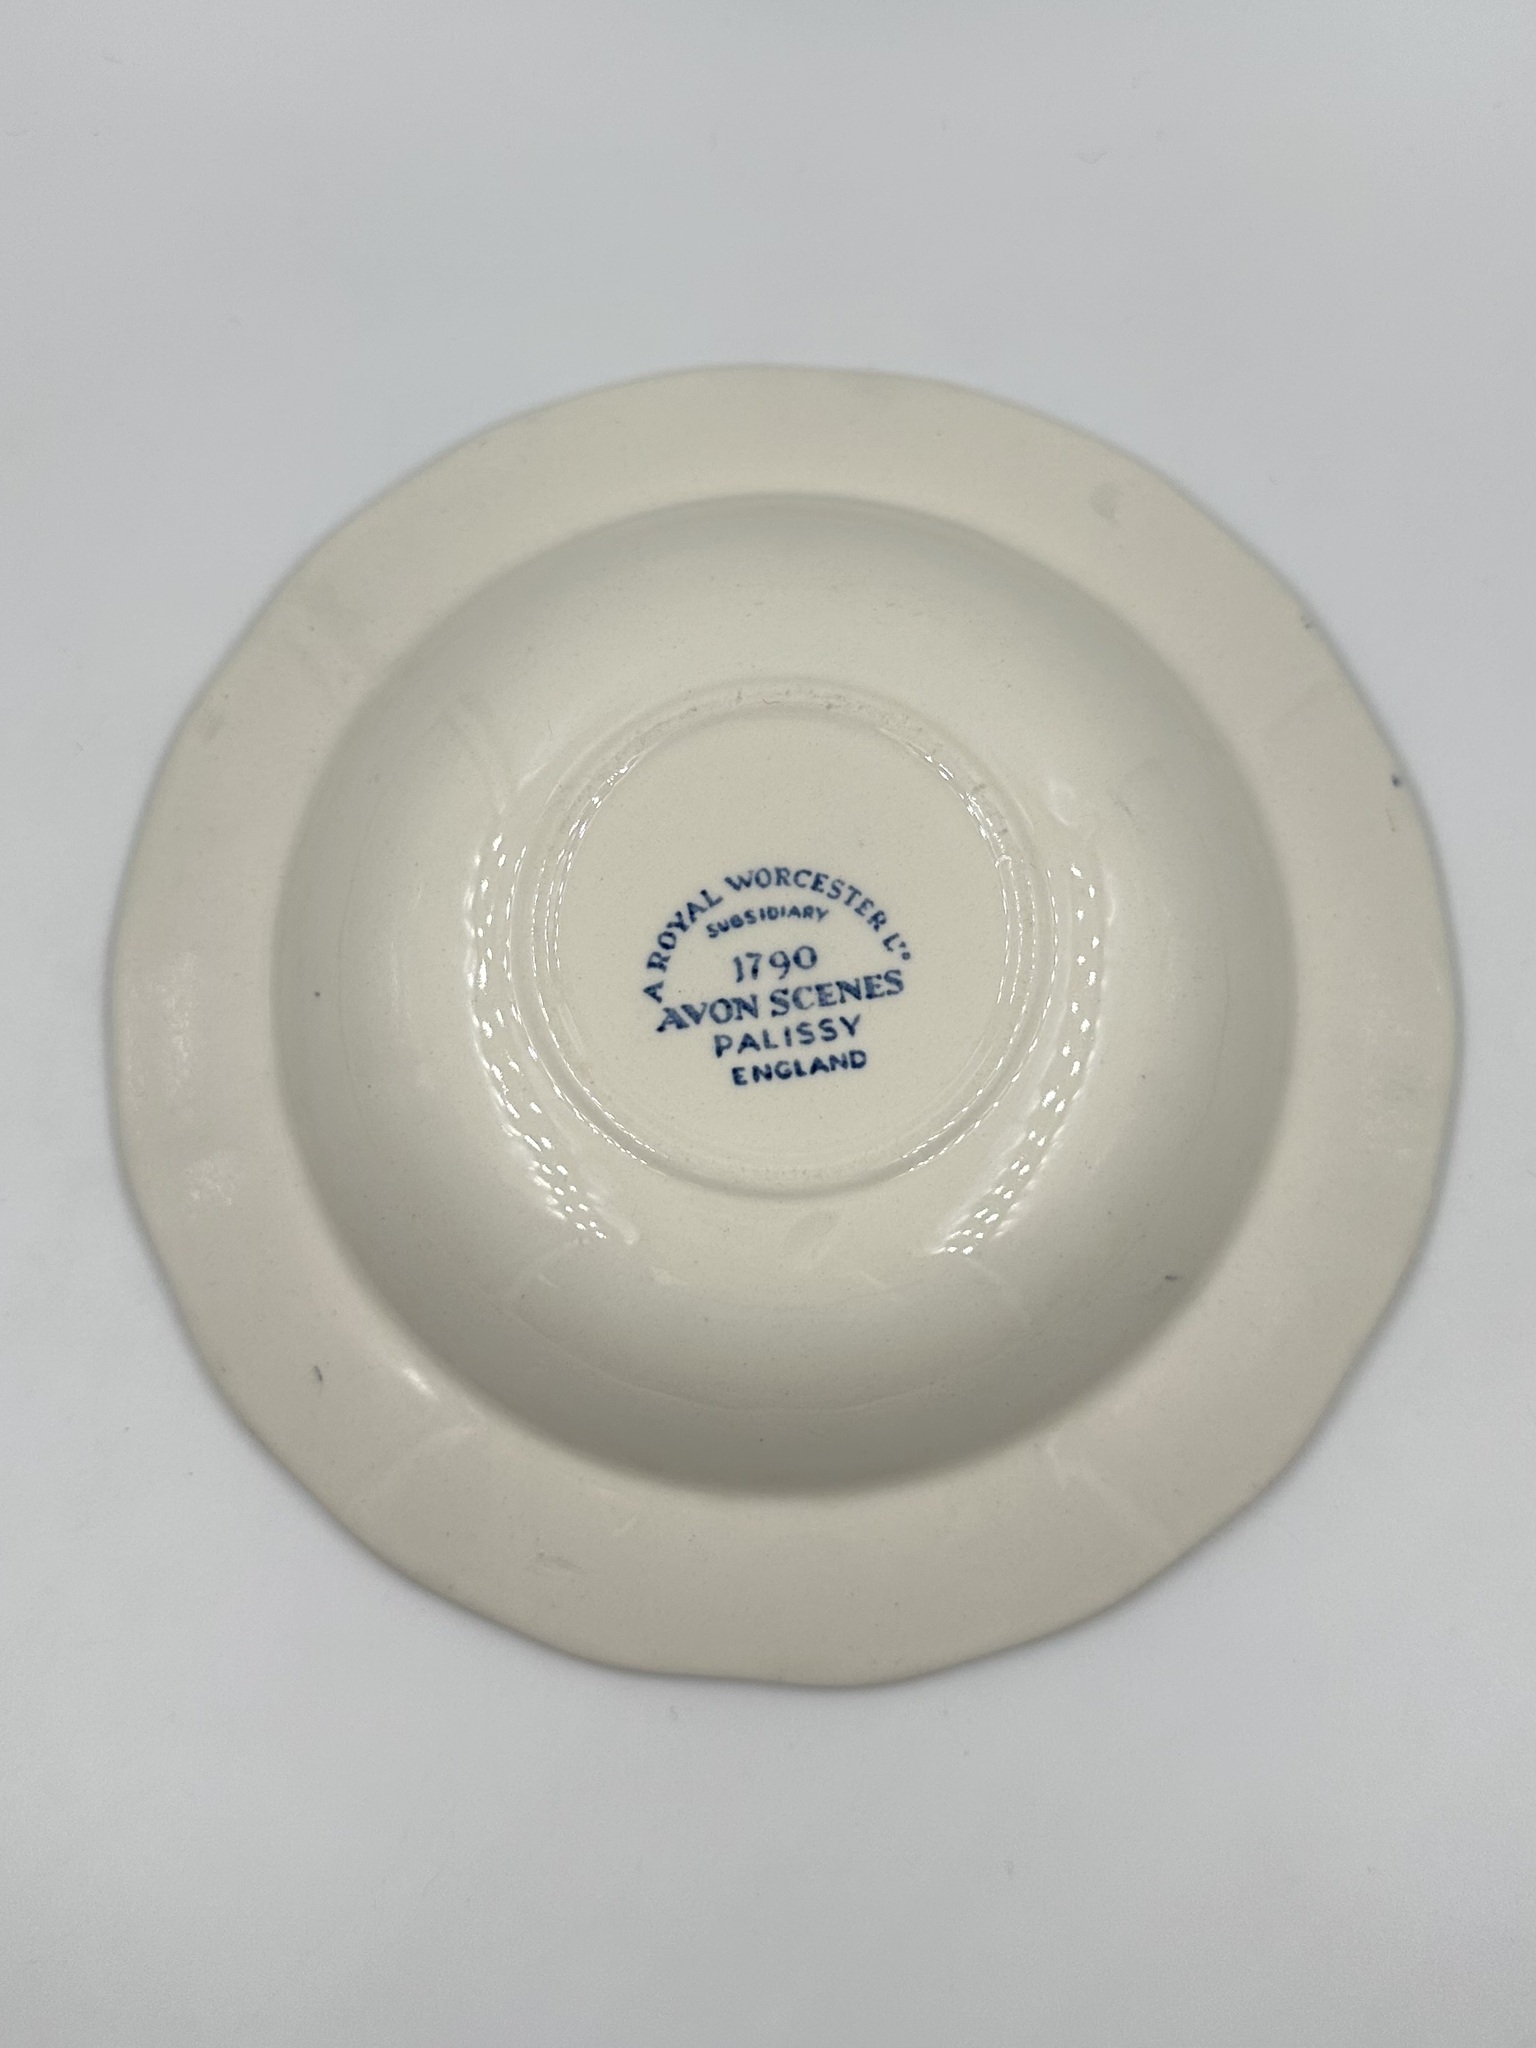 A ROYAL WORCESTER Lᵀᴰ
SUBSIDIARY
1790
AVON SCENES
PALISSY
ENGLAND